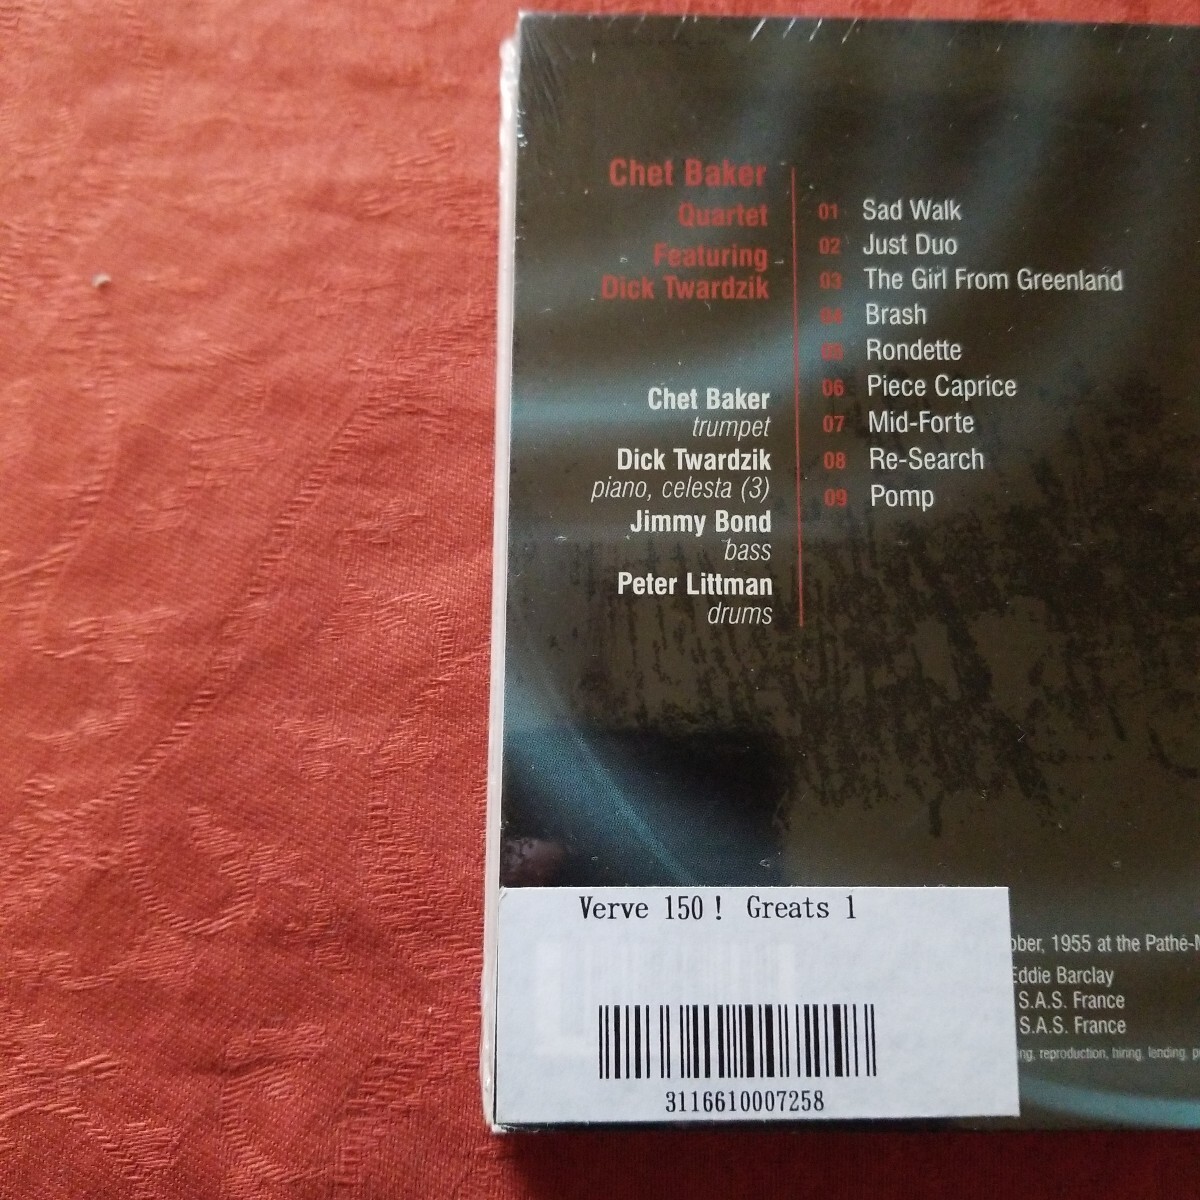 Chet Baker
Quartet
Featuring
Dick Twardzik
Chet Baker
trumpet
Dick Twardzik
piano, celesta (3)
Jimmy Bond
bass
Peter Littman
drums
01 Sad Walk
02 Just Duo
03 The Girl From Greenland
04 Brash
05 Rondette
06 Piece Caprice
07 Mid-Forte
08 Re-Search
09 Pomp
ober, 1955 at the Pathé-M
Eddie Barclay
S.A.S. France
S.A.S. France
ing, reproduction, hiring, lending, p
Verve 150! Greats 1
3116610007258